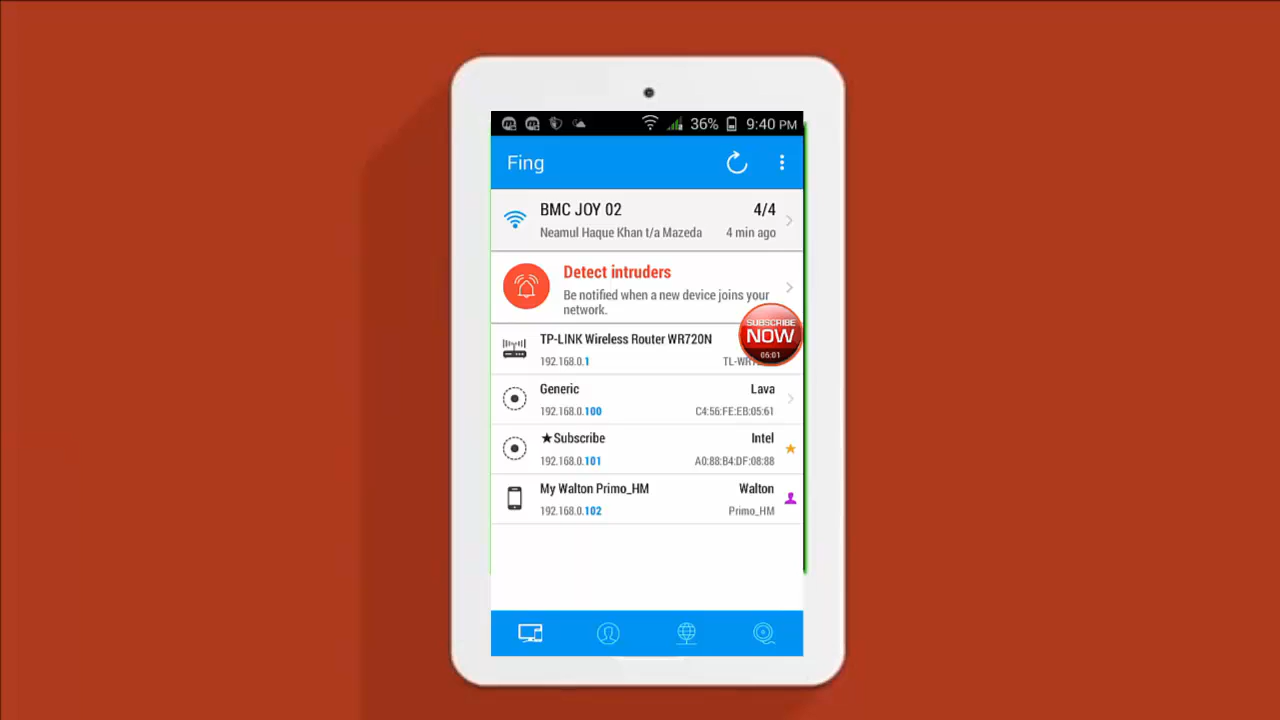 36% 9:40 PM
Fing
BMC JOY 02 4/4
Neamul Haque Khan t/a Mazeda 4 min ago
Detect intruders
Be notified when a new device joins your
network.
SUBSCRIBE
NOW
05:01
TP-LINK Wireless Router WR720N
192.168.0.1
Generic Lava
192.168.0.100 C4:56:FE:EB:05:61
★Subscribe Intel
192.168.0.101 A0:88:B4:DF:08:88
My Walton Primo_HM Walton
192.168.0.102 Primo_HM